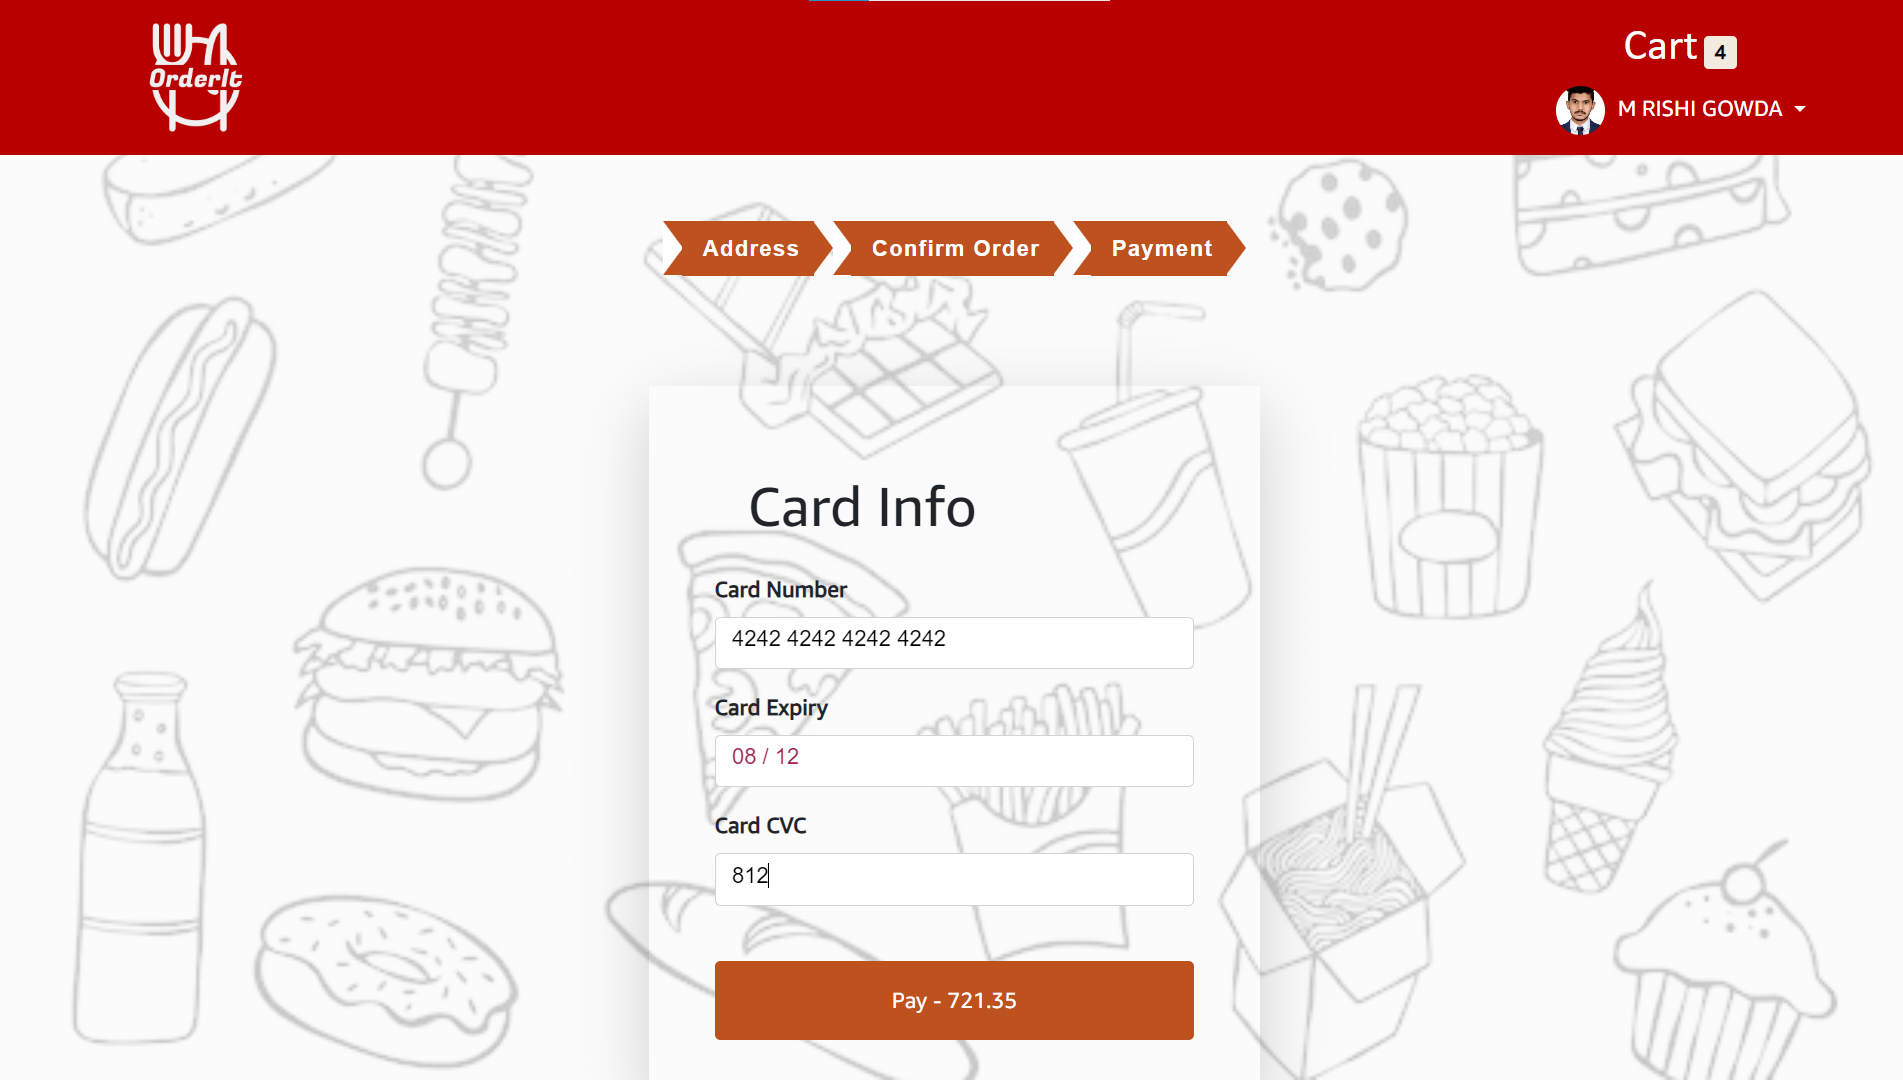 OrderIt
Cart 4
M RISHI GOWDA
Address
Confirm Order
Payment
Card Info
Card Number
4242 4242 4242 4242
Card Expiry
08 / 12
Card CVC
812
Pay - 721.35